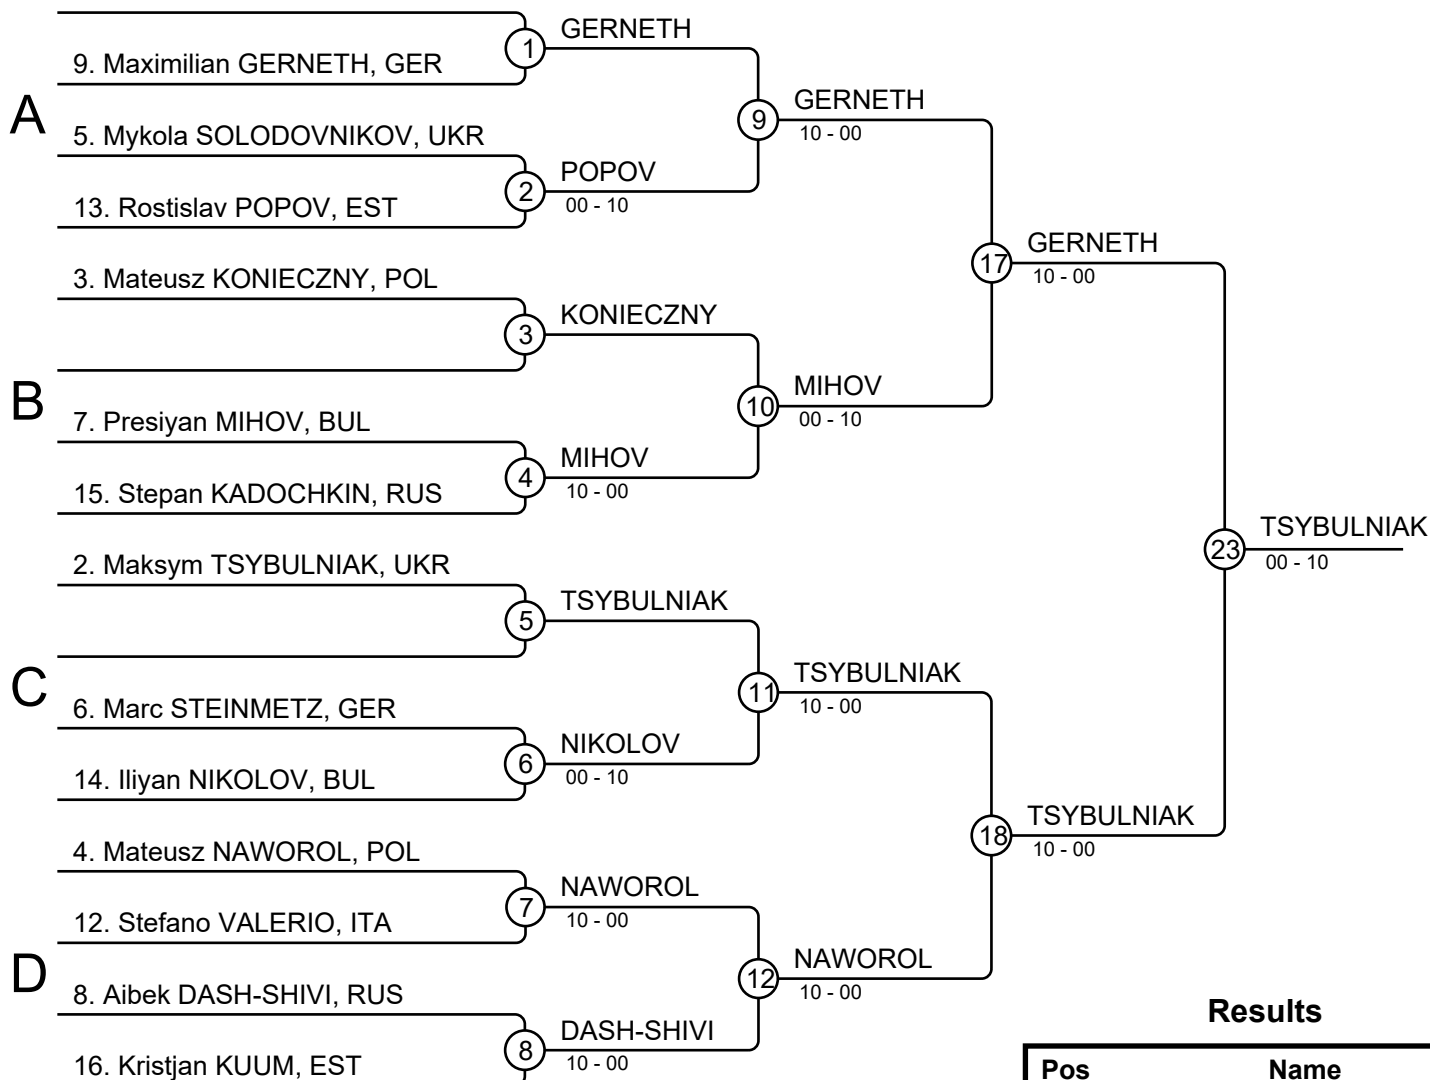 GERNETH
1
9. Maximilian GERNETH, GER
GERNETH
9
10 - 00
A
5. Mykola SOLODOVNIKOV, UKR
POPOV
2
00 - 10
13. Rostislav POPOV, EST
GERNETH
17
10 - 00
3. Mateusz KONIECZNY, POL
KONIECZNY
3
MIHOV
10
00 - 10
B
7. Presiyan MIHOV, BUL
MIHOV
4
10 - 00
15. Stepan KADOCHKIN, RUS
TSYBULNIAK
23
00 - 10
2. Maksym TSYBULNIAK, UKR
TSYBULNIAK
5
TSYBULNIAK
11
10 - 00
C
6. Marc STEINMETZ, GER
NIKOLOV
6
00 - 10
14. Iliyan NIKOLOV, BUL
TSYBULNIAK
18
10 - 00
4. Mateusz NAWOROL, POL
NAWOROL
7
10 - 00
12. Stefano VALERIO, ITA
NAWOROL
12
10 - 00
D
8. Aibek DASH-SHIVI, RUS
DASH-SHIVI
8
10 - 00
16. Kristjan KUUM, EST
Results
Pos Name